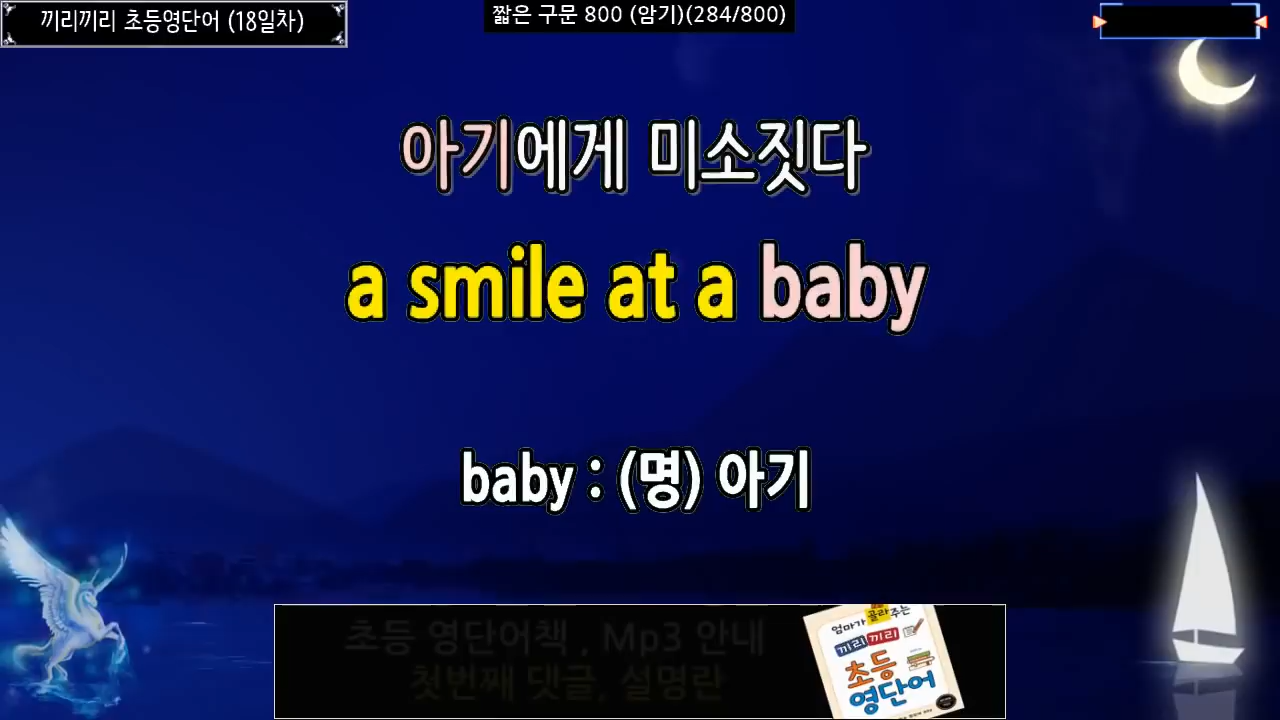 끼리끼리 초등영단어 (18일차)
짧은 구문 800 (암기)(284/800)
아기에게 미소짓다
a smile at a baby
baby : (명) 아기
초등 영단어책 , Mp3 안내
첫번째 댓글, 설명란
엄마가 골라주는
끼리끼리
초등
영단어